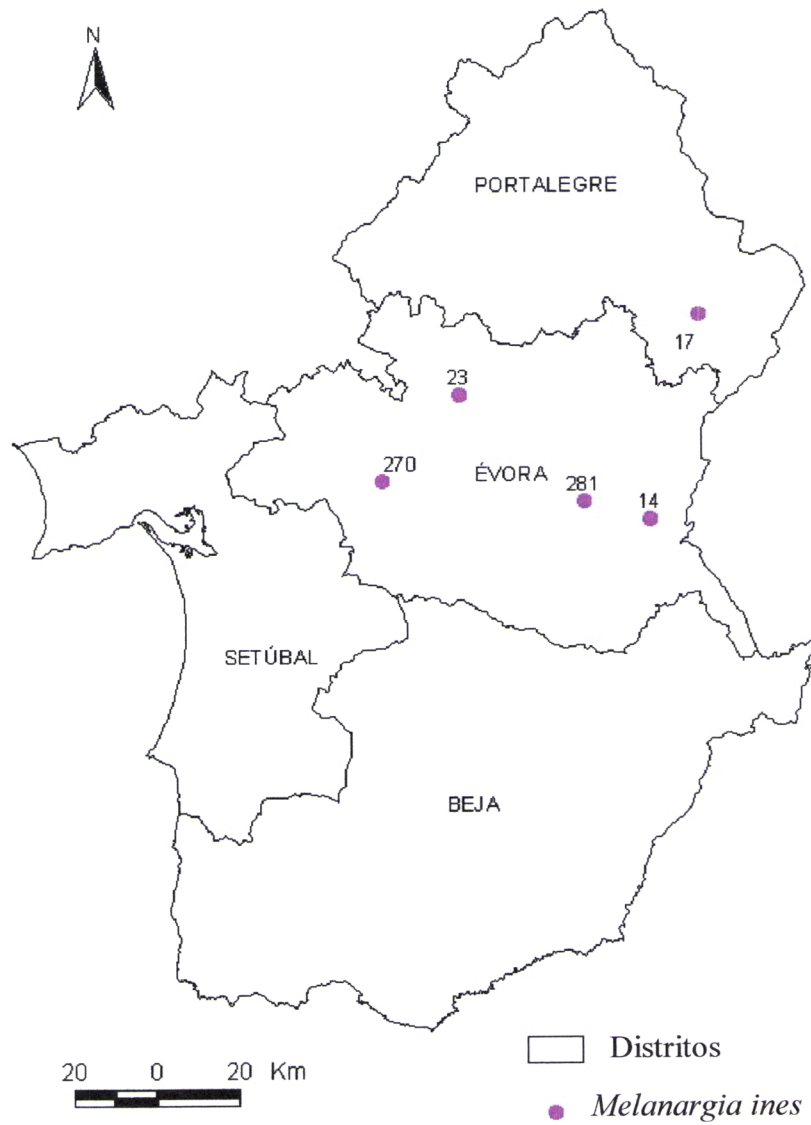 N
PORTALEGRE
17
23
270
ÉVORA
281
14
SETÚBAL
BEJA
Distritos
20 0 20 Km
Melanargia ines